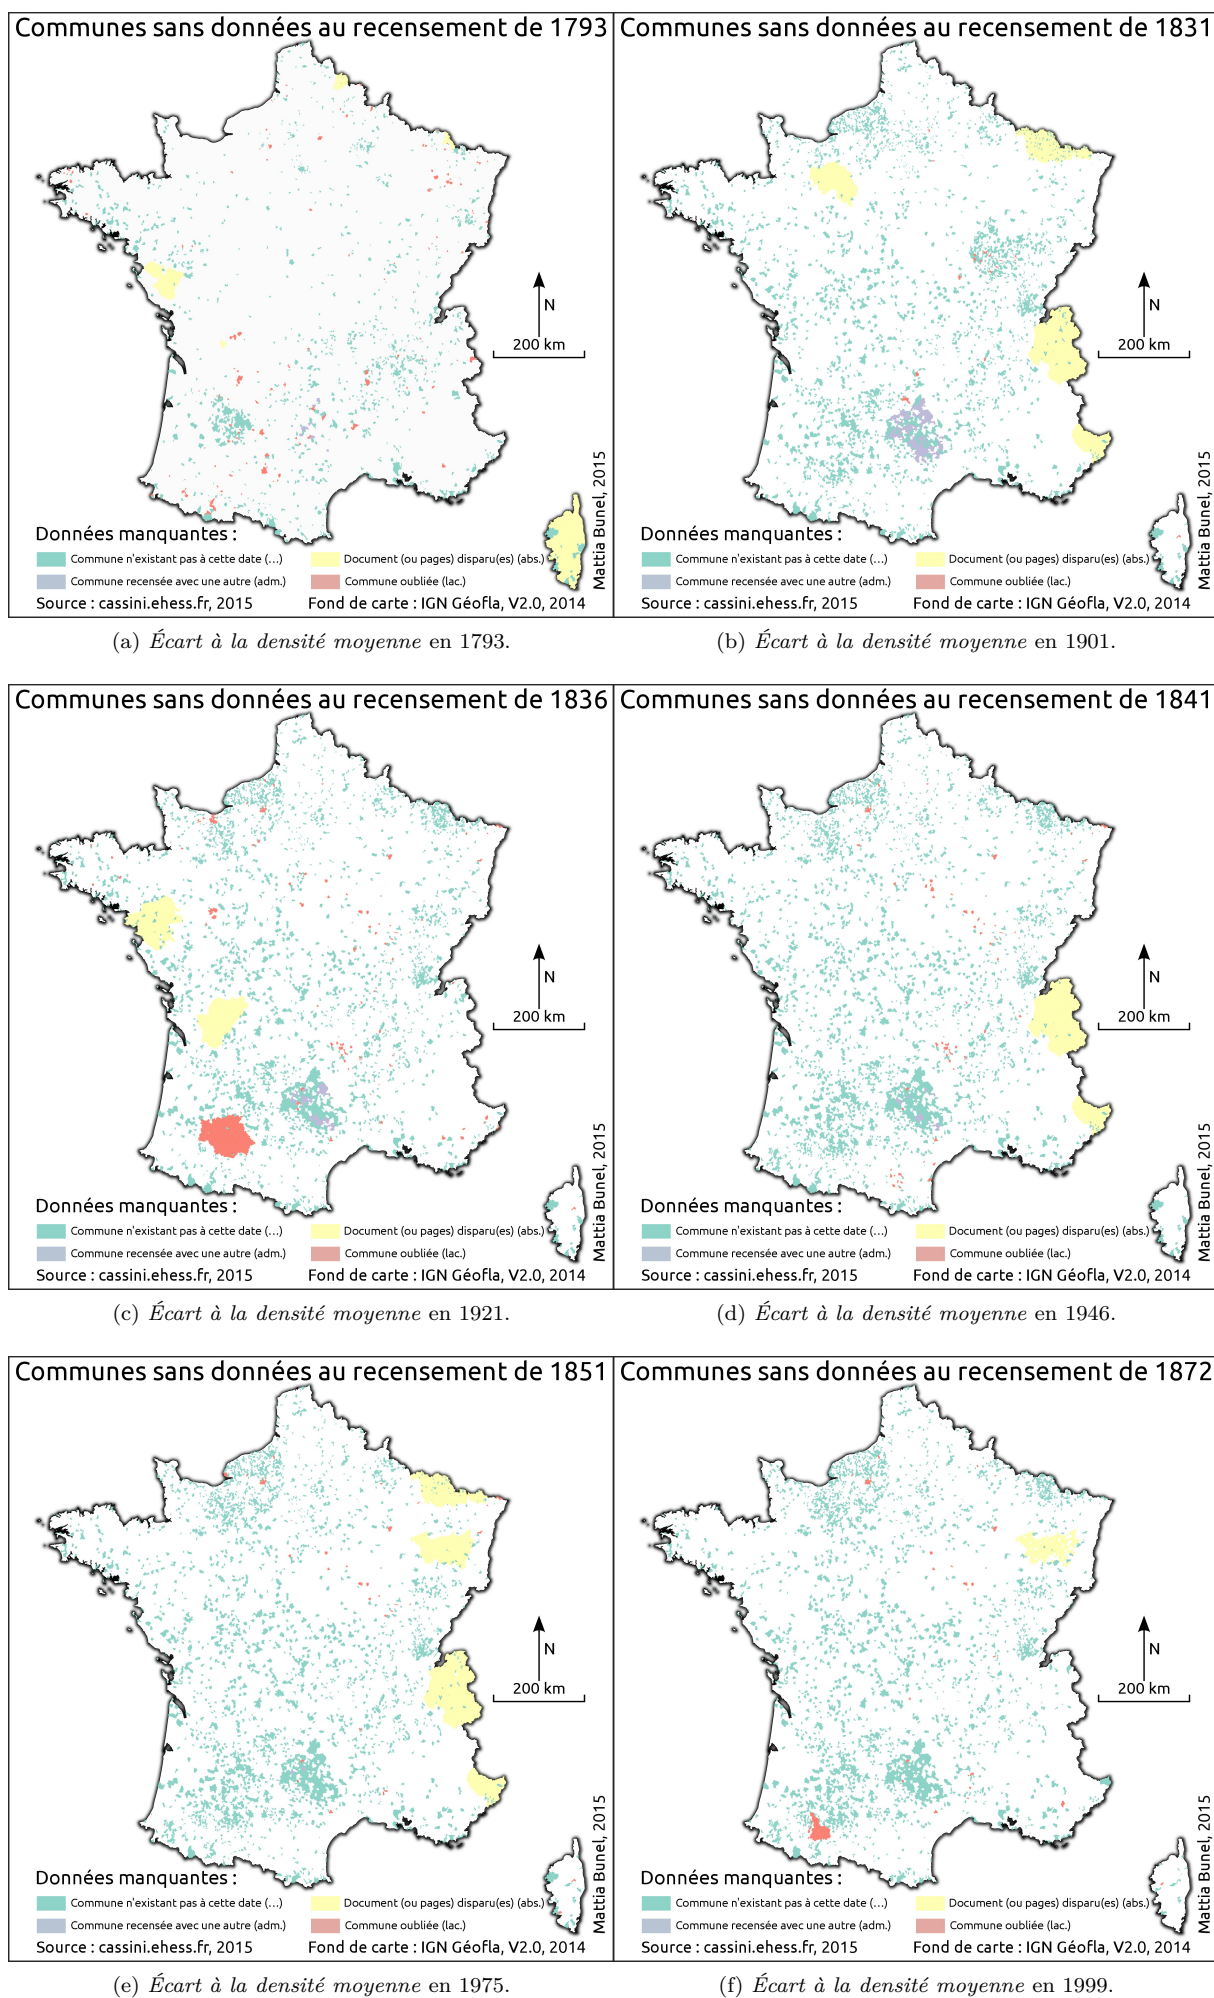 Communes sans données au recensement de 1793
N
200 km
Mattia Bunel, 2015
Données manquantes :
Commune n'existant pas à cette date (...)
Document (ou pages) disparu(es) (abs.)
Commune recensée avec une autre (adm.)
Commune oubliée (lac.)
Source : cassini.ehess.fr, 2015
Fond de carte : IGN Géofla, V2.0, 2014
(a) Écart à la densité moyenne en 1793.
Communes sans données au recensement de 1831
N
200 km
Mattia Bunel, 2015
Données manquantes :
Commune n'existant pas à cette date (...)
Document (ou pages) disparu(es) (abs.)
Commune recensée avec une autre (adm.)
Commune oubliée (lac.)
Source : cassini.ehess.fr, 2015
Fond de carte : IGN Géofla, V2.0, 2014
(b) Écart à la densité moyenne en 1901.
Communes sans données au recensement de 1836
N
200 km
Mattia Bunel, 2015
Données manquantes :
Commune n'existant pas à cette date (...)
Document (ou pages) disparu(es) (abs.)
Commune recensée avec une autre (adm.)
Commune oubliée (lac.)
Source : cassini.ehess.fr, 2015
Fond de carte : IGN Géofla, V2.0, 2014
(c) Écart à la densité moyenne en 1921.
Communes sans données au recensement de 1841
N
200 km
Mattia Bunel, 2015
Données manquantes :
Commune n'existant pas à cette date (...)
Document (ou pages) disparu(es) (abs.)
Commune recensée avec une autre (adm.)
Commune oubliée (lac.)
Source : cassini.ehess.fr, 2015
Fond de carte : IGN Géofla, V2.0, 2014
(d) Écart à la densité moyenne en 1946.
Communes sans données au recensement de 1851
N
200 km
Mattia Bunel, 2015
Données manquantes :
Commune n'existant pas à cette date (...)
Document (ou pages) disparu(es) (abs.)
Commune recensée avec une autre (adm.)
Commune oubliée (lac.)
Source : cassini.ehess.fr, 2015
Fond de carte : IGN Géofla, V2.0, 2014
(e) Écart à la densité moyenne en 1975.
Communes sans données au recensement de 1872
N
200 km
Mattia Bunel, 2015
Données manquantes :
Commune n'existant pas à cette date (...)
Document (ou pages) disparu(es) (abs.)
Commune recensée avec une autre (adm.)
Commune oubliée (lac.)
Source : cassini.ehess.fr, 2015
Fond de carte : IGN Géofla, V2.0, 2014
(f) Écart à la densité moyenne en 1999.